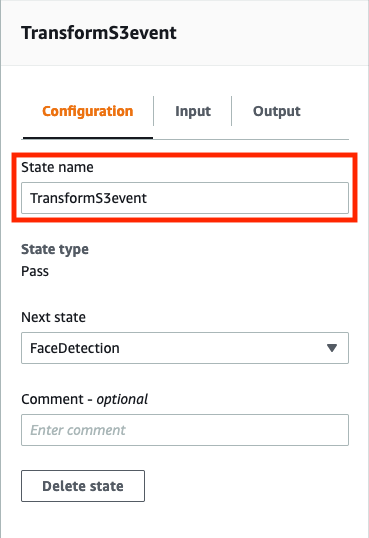 TransformS3event
Configuration Input Output
State name
TransformS3event
State type
Pass
Next state
FaceDetection
Comment - optional
Enter comment
Delete state